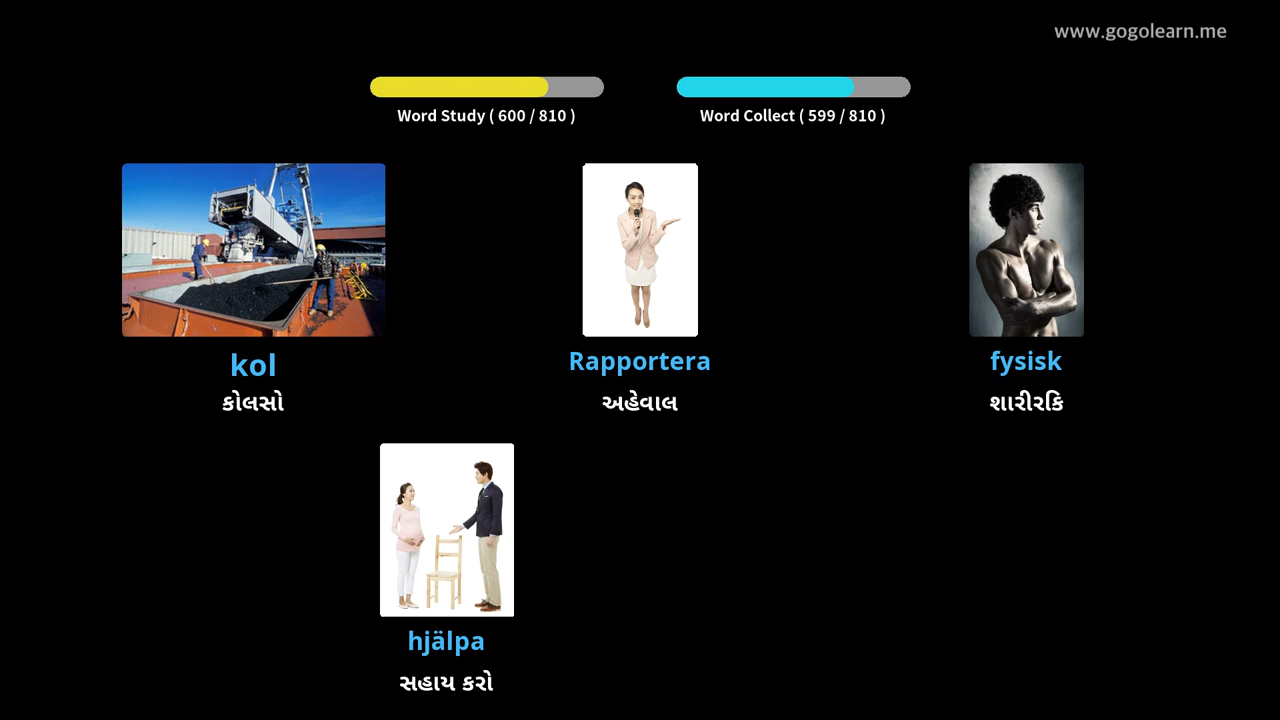 www.gogolearn.me
Word Study ( 600 / 810 )
Word Collect ( 599 / 810 )
kol
કોલસો
Rapportera
અહેવાલ
fysisk
શારીરકિ
hjälpa
સહાય કરો